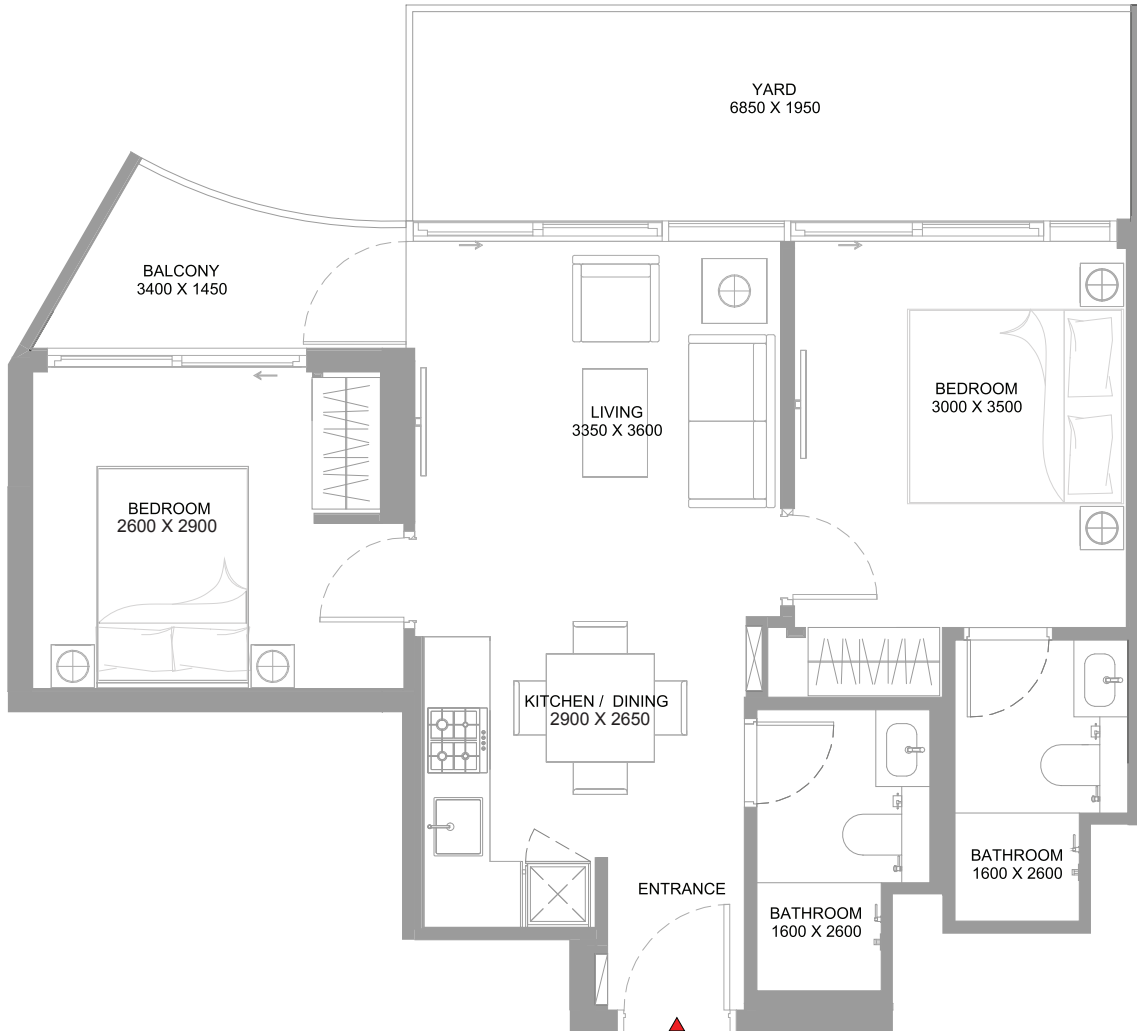 YARD
6850 X 1950
BALCONY
3400 X 1450
BEDROOM
3000 X 3500
LIVING
3350 X 3600
BEDROOM
2600 X 2900
KITCHEN / DINING
2900 X 2650
BATHROOM
1600 X 2600
ENTRANCE
BATHROOM
1600 X 2600